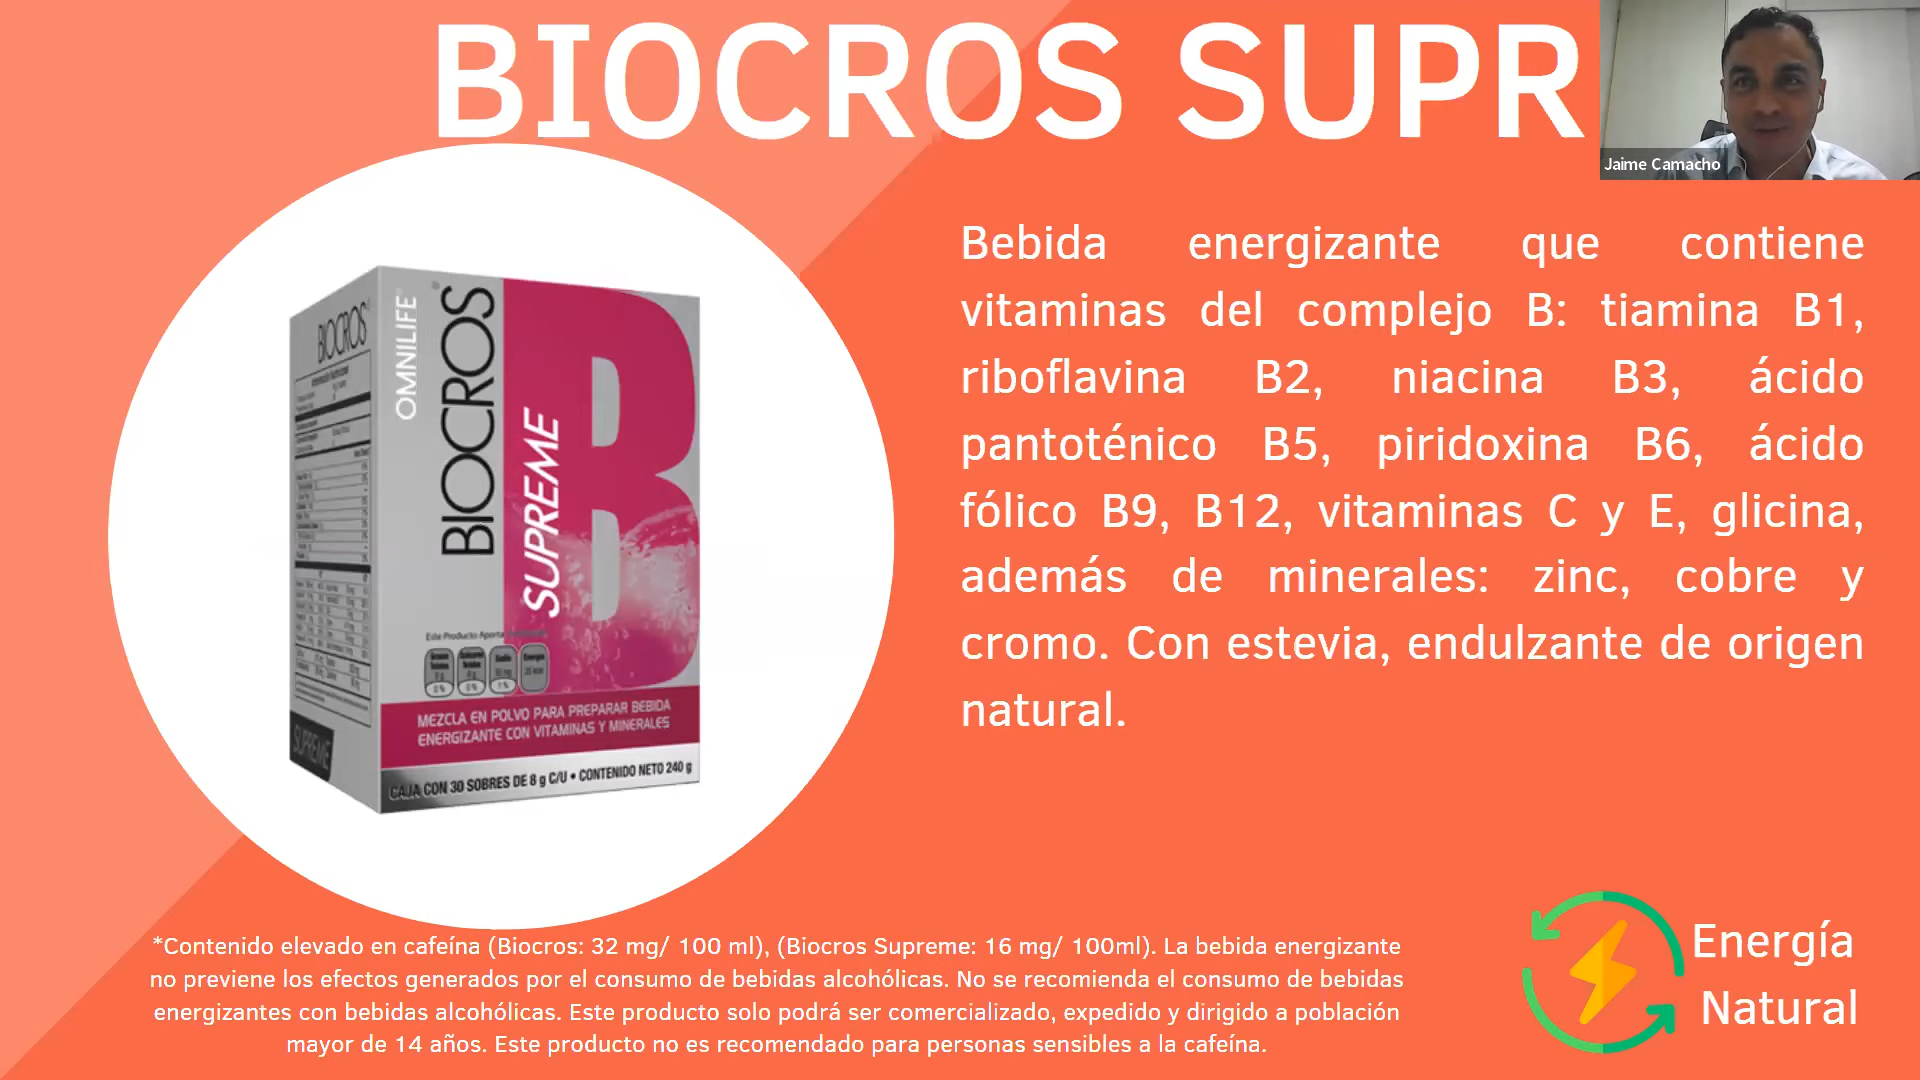 BIOCROS SUPR
Jaime Camacho
Bebida energizante que contiene
vitaminas del complejo B: tiamina B1,
riboflavina B2, niacina B3, ácido
pantoténico B5, piridoxina B6, ácido
fólico B9, B12, vitaminas C y E, glicina,
además de minerales: zinc, cobre y
cromo. Con estevia, endulzante de origen
natural.
BIOCROS
SUPREME
OMNILIFE
BIOCROS
SUPREME
Este Producto Aporta
MEZCLA EN POLVO PARA PREPARAR BEBIDA
ENERGIZANTE CON VITAMINAS Y MINERALES
CAJA CON 30 SOBRES DE 8 g C/U • CONTENIDO NETO 240 g
*Contenido elevado en cafeína (Biocros: 32 mg/ 100 ml), (Biocros Supreme: 16 mg/ 100ml). La bebida energizante
no previene los efectos generados por el consumo de bebidas alcohólicas. No se recomienda el consumo de bebidas
energizantes con bebidas alcohólicas. Este producto solo podrá ser comercializado, expedido y dirigido a población
mayor de 14 años. Este producto no es recomendado para personas sensibles a la cafeína.
Energía
Natural